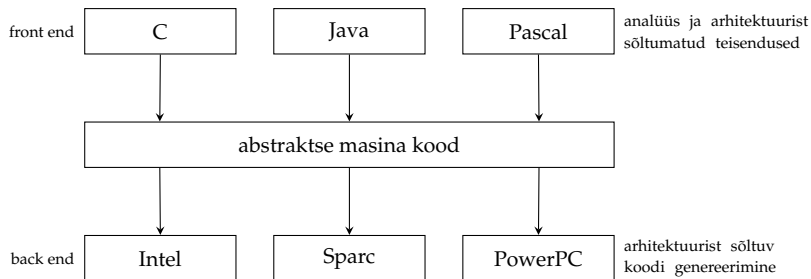 front end
C
Java
Pascal
analüüs ja arhitektuurist
sõltumatud teisendused
abstraktse masina kood
back end
Intel
Sparc
PowerPC
arhitektuurist sõltuv
koodi genereerimine